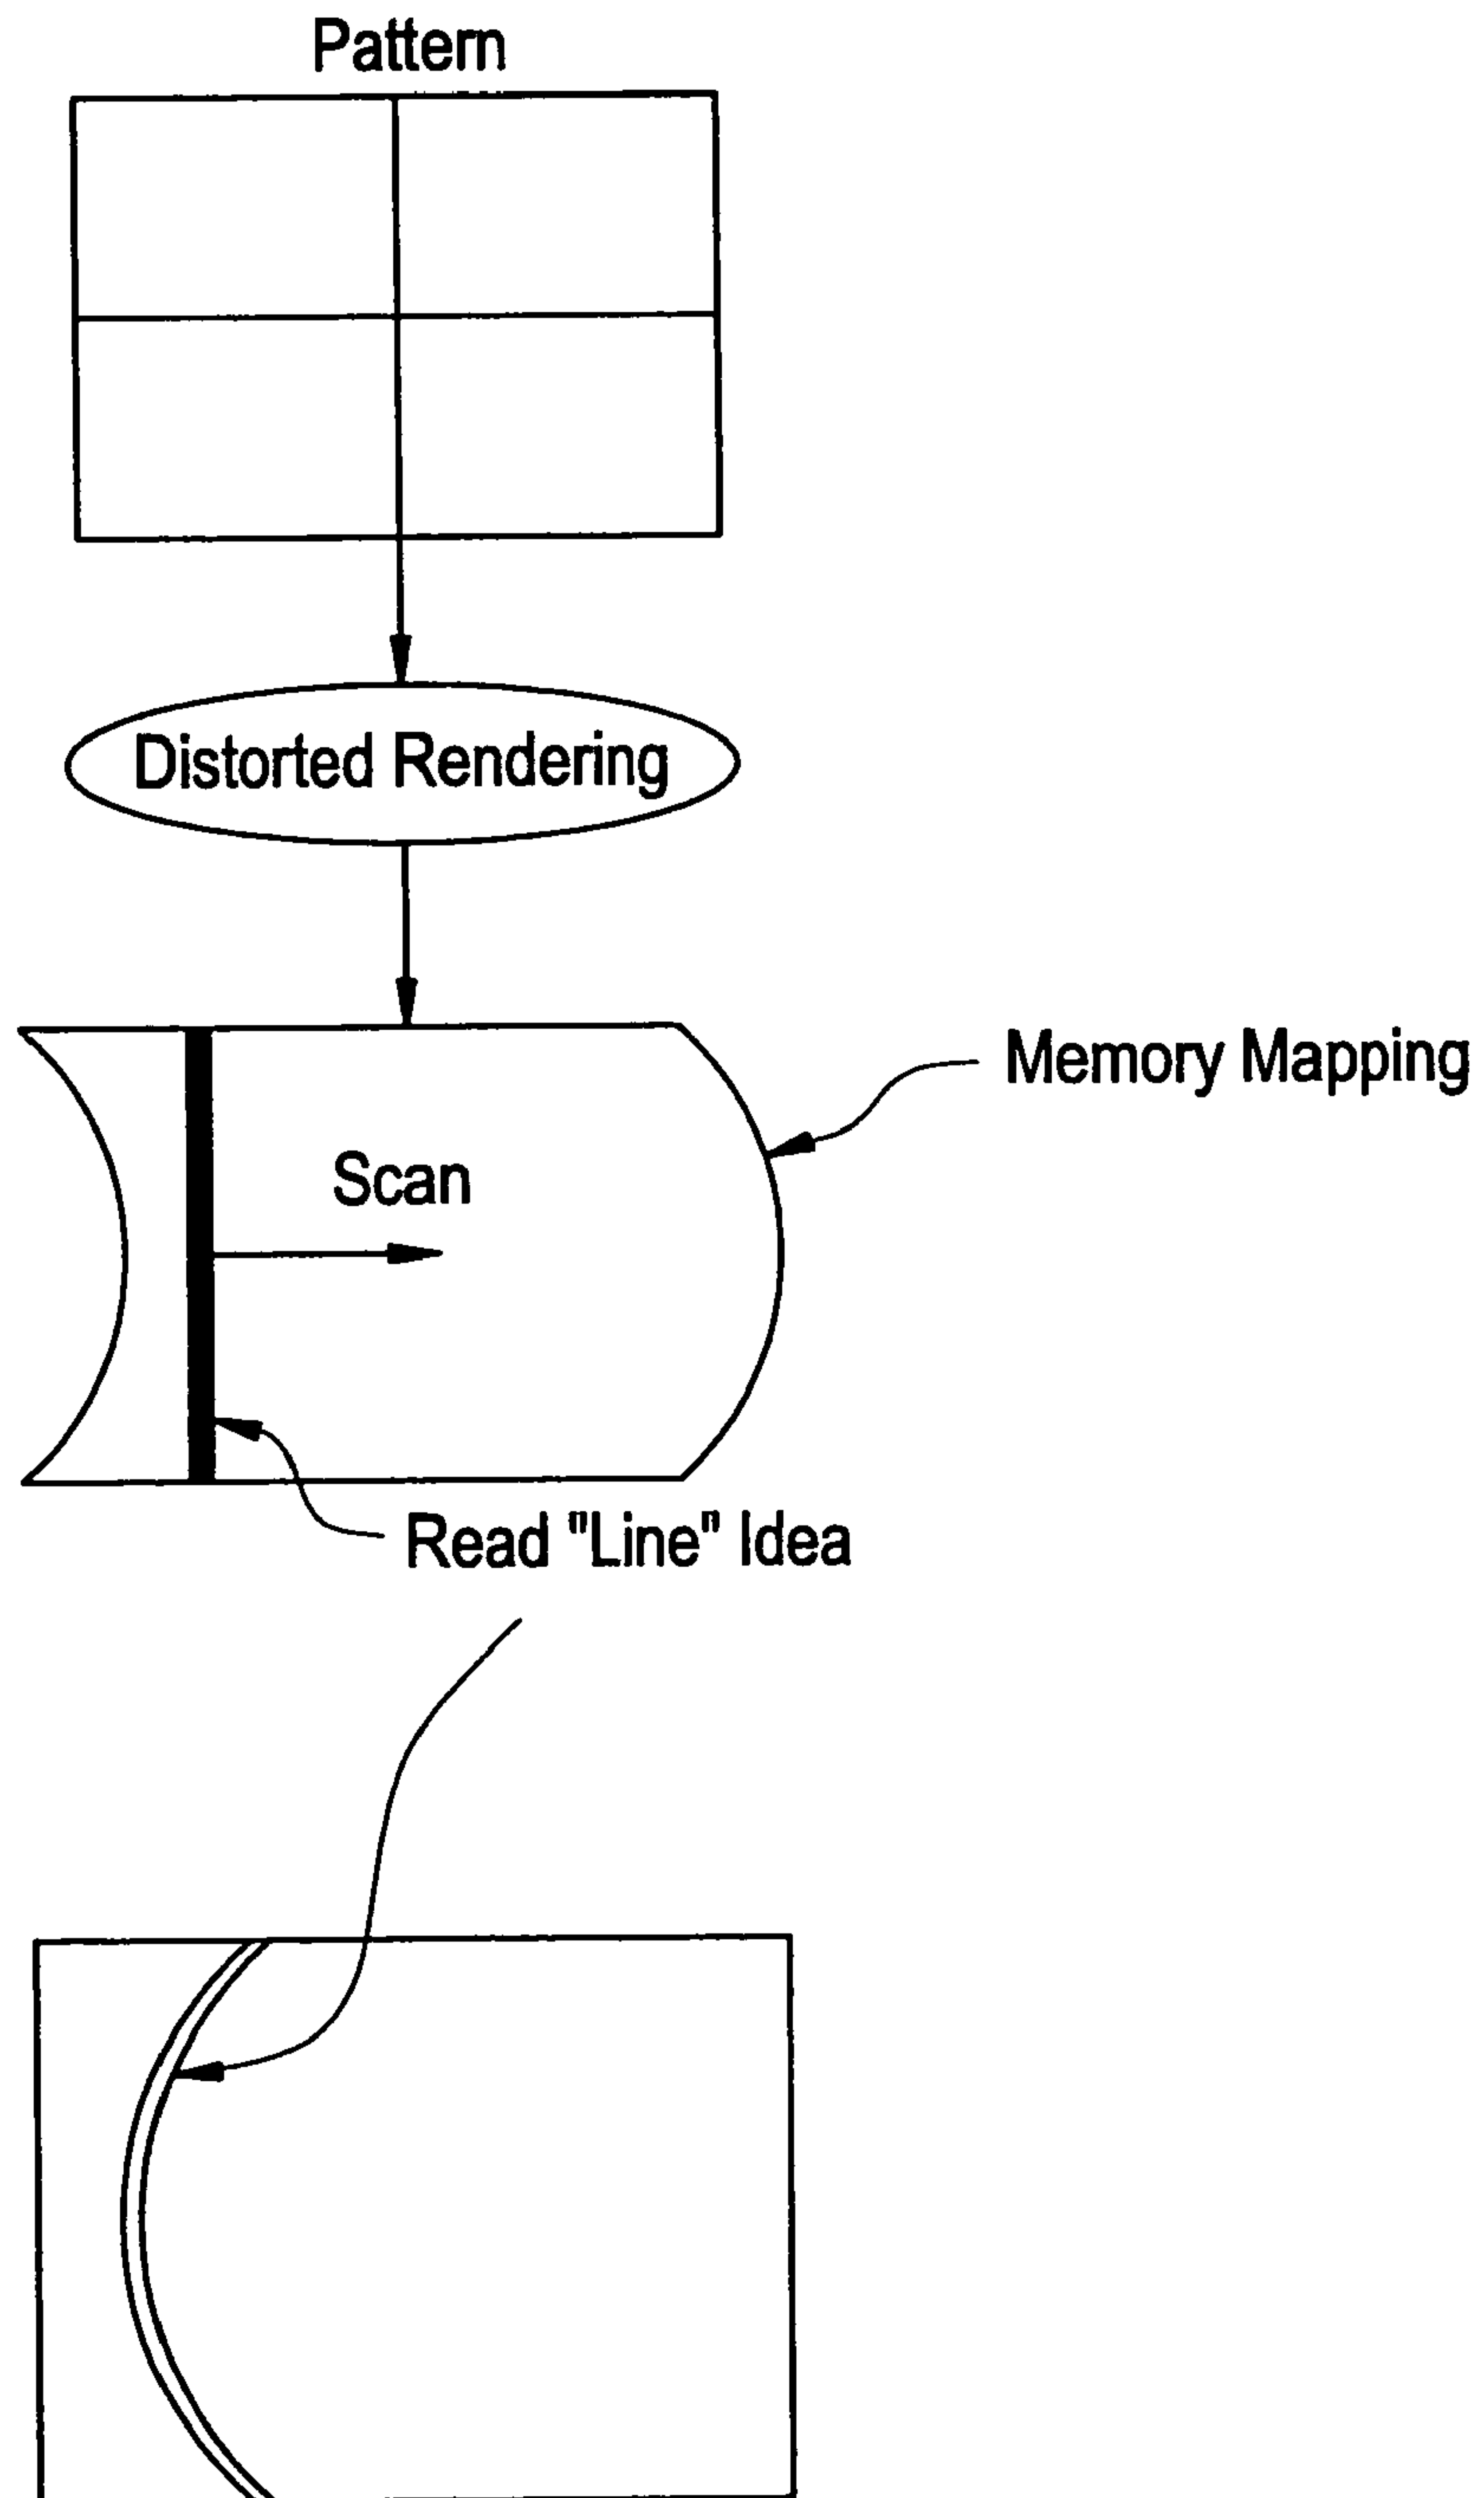 Pattern
Distorted Rendering
Memory Mapping
Scan
Read "Line" Idea